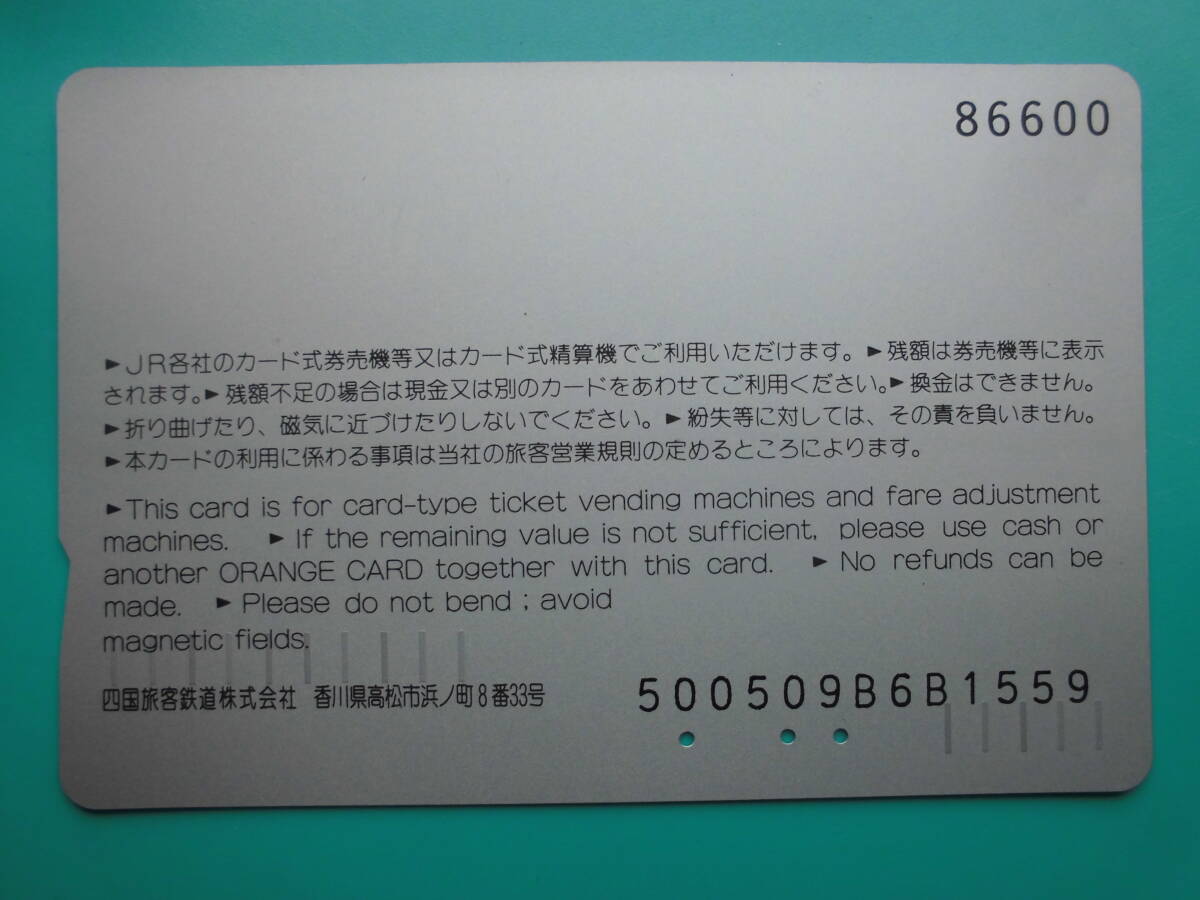 86600
►JR各社のカード式券売機等又はカード式精算機でご利用いただけます。►残額は券売機等に表示
されます。►残額不足の場合は現金又は別のカードをあわせてご利用ください。►換金はできません。
►折り曲げたり、磁気に近づけたりしないでください。►紛失等に対しては、その責を負いません。
►本カードの利用に係わる事項は当社の旅客営業規則の定めるところによります。
►This card is for card-type ticket vending machines and fare adjustment
machines. ►If the remaining value is not sufficient, please use cash or
another ORANGE CARD together with this card. ►No refunds can be
made. ►Please do not bend ; avoid
magnetic fields.
四国旅客鉄道株式会社 香川県高松市浜ノ町8番33号
500509B6B1559